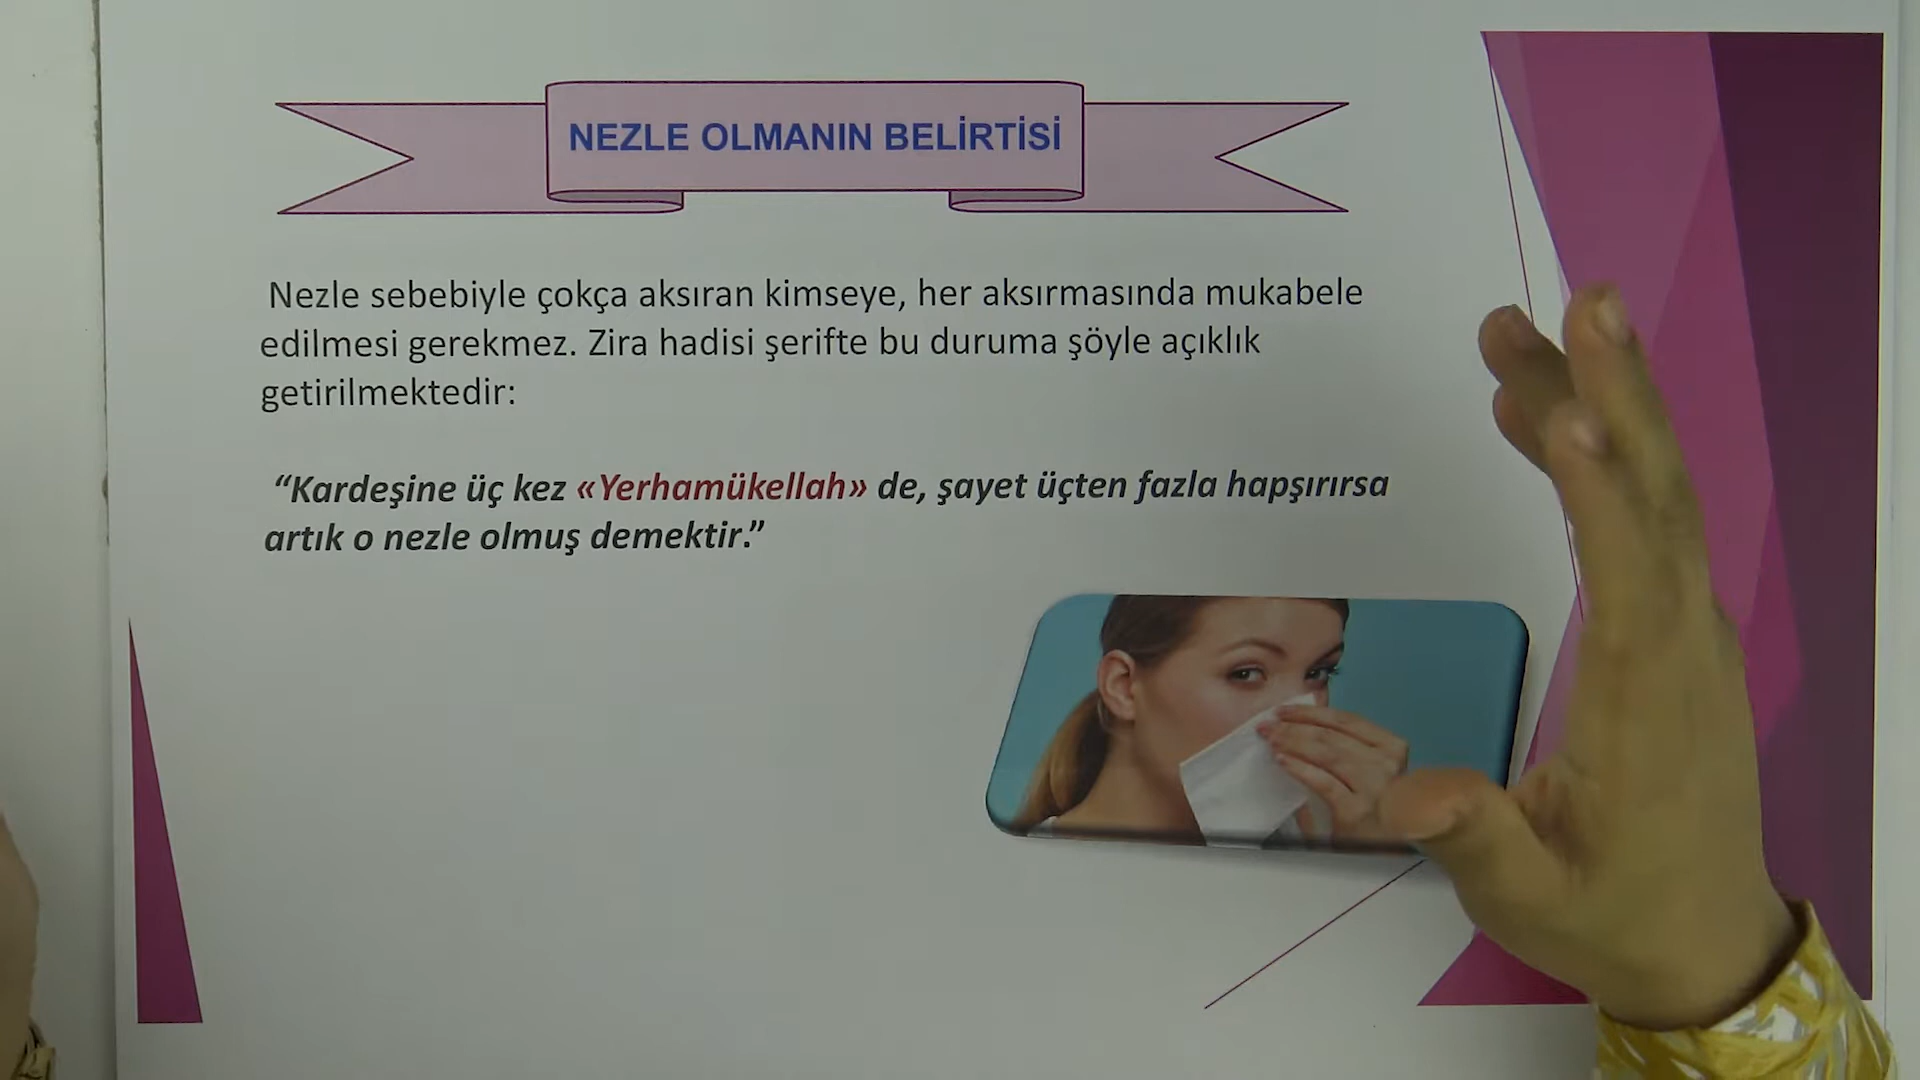 NEZLE OLMANIN BELİRTİSİ
Nezle sebebiyle çokça aksıran kimseye, her aksırmasında mukabele
edilmesi gerekmez. Zira hadisi şerifte bu duruma şöyle açıklık
getirilmektedir:
“Kardeşine üç kez «Yerhamükellah» de, şayet üçten fazla hapşırırsa
artık o nezle olmuş demektir.”